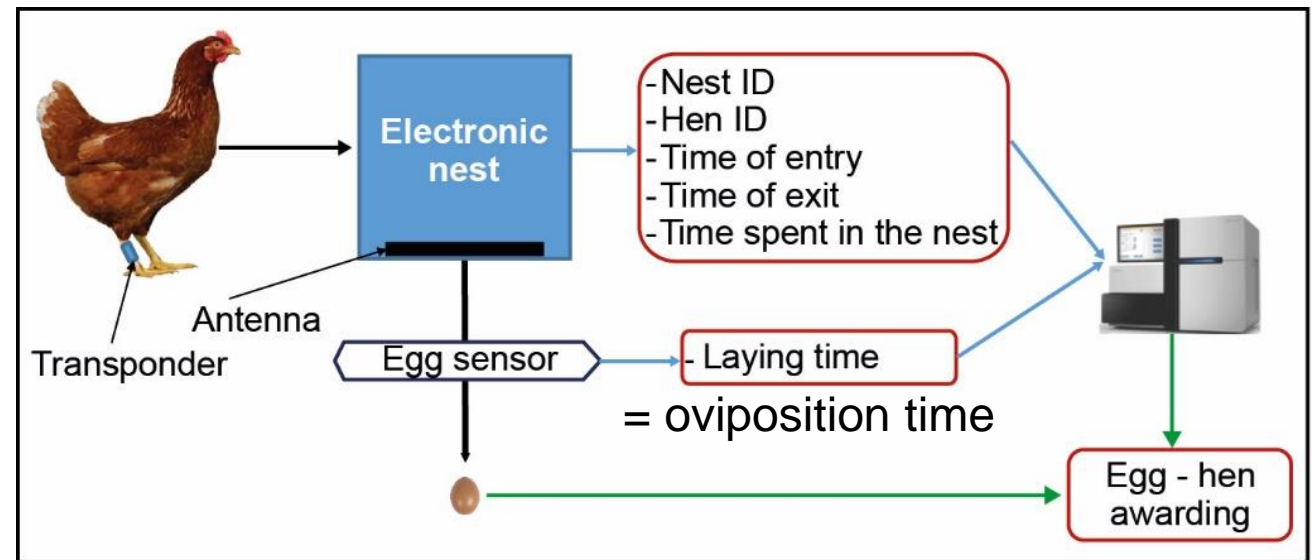 Electronic
nest
-Nest ID
-Hen ID
-Time of entry
-Time of exit
-Time spent in the nest
Antenna
Transponder
Egg sensor
- Laying time
= oviposition time
Egg - hen
awarding